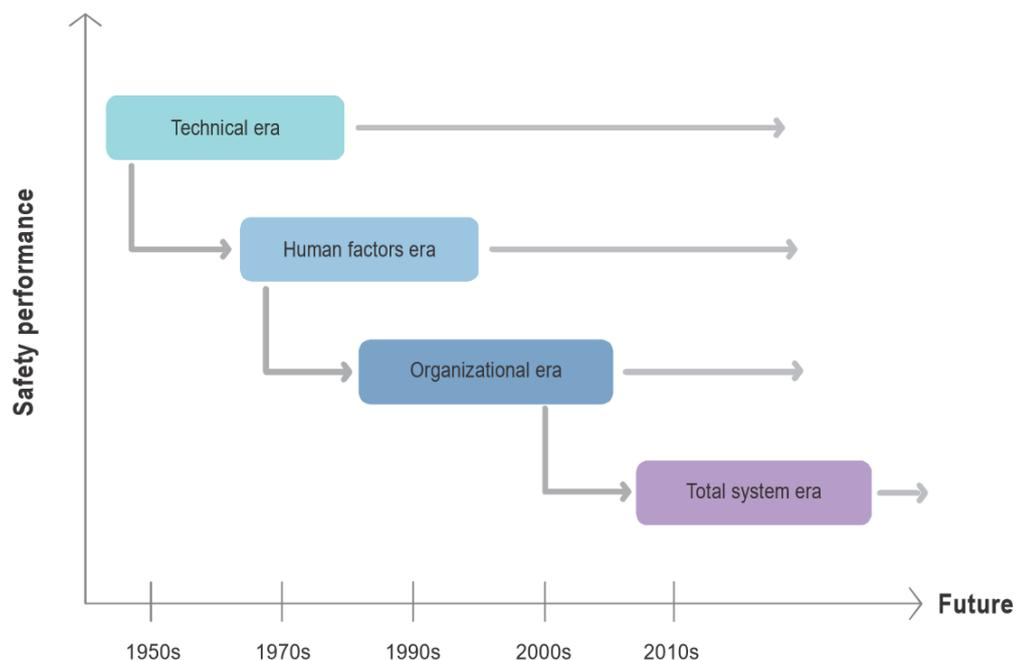 Safety performance
Technical era
Human factors era
Organizational era
Total system era
Future
1950s
1970s
1990s
2000s
2010s